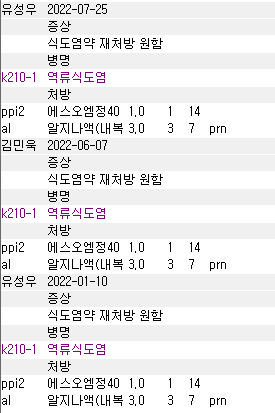 유성우 2022-07-25
증상
식도염약 재처방 원함
병명
k210-1 역류식도염
처방
ppi2 에스오엠정40 1.0 1 14
al 알지나액(내복 3.0 3 7 prn
김민욱 2022-06-07
증상
식도염약 재처방 원함
병명
k210-1 역류식도염
처방
ppi2 에스오엠정40 1.0 1 14
al 알지나액(내복 3.0 3 7 prn
유성우 2022-01-10
증상
식도염약 재처방 원함
병명
k210-1 역류식도염
처방
ppi2 에스오엠정40 1.0 1 14
al 알지나액(내복 3.0 3 7 prn